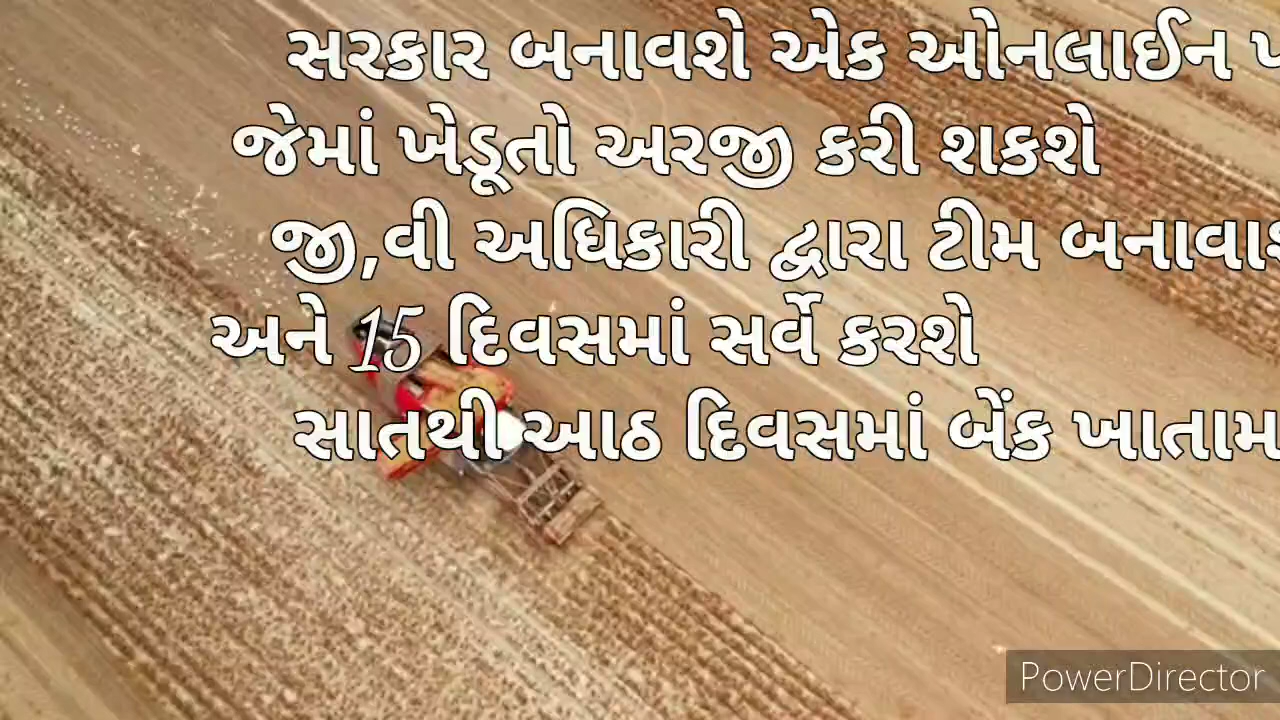 સરકાર બનાવશે એક ઓનલાઈન
જેમાં ખેડૂતો અરજી કરી શકશે
જી,વી અધિકારી દ્વારા ટીમ
અને 15 દિવસમાં સર્વે કરશે
સાતથી આઠ દિવસમાં બેંક
PowerDirector